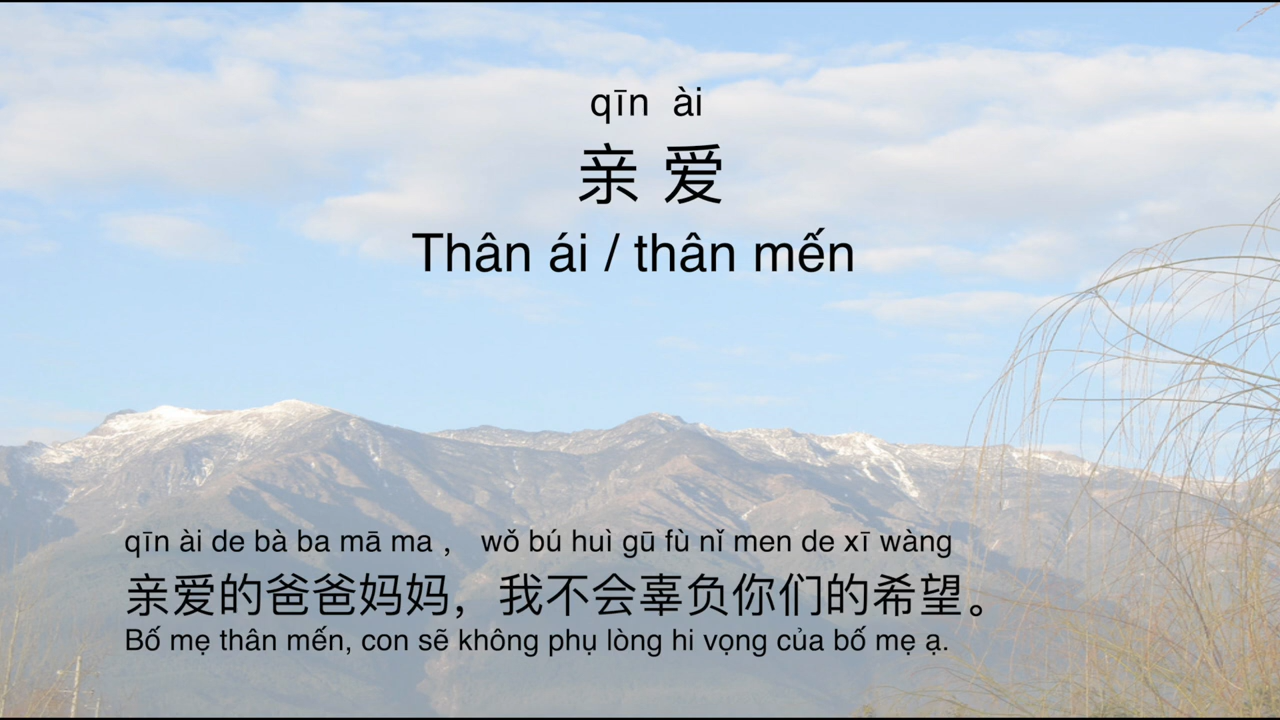 qīn ài
亲 爱
Thân ái / thân mến
qīn ài de bà ba mā ma ， wǒ bú huì gū fù nǐ men de xī wàng
亲爱的爸爸妈妈，我不会辜负你们的希望。
Bố mẹ thân mến, con sẽ không phụ lòng hi vọng của bố mẹ ạ.